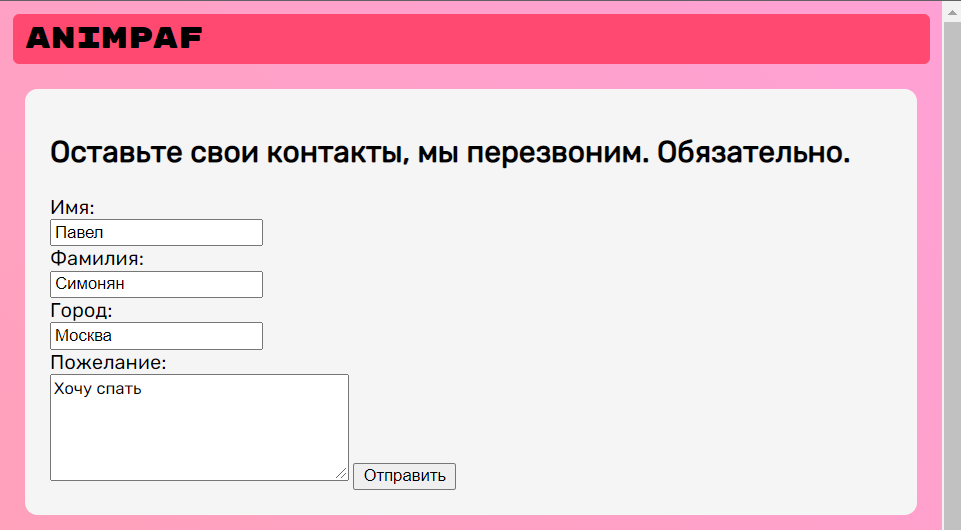 ANIMPAF
Оставьте свои контакты, мы перезвоним. Обязательно.
Имя:
Павел
Фамилия:
Симонян
Город:
Москва
Пожелание:
Хочу спать
Отправить